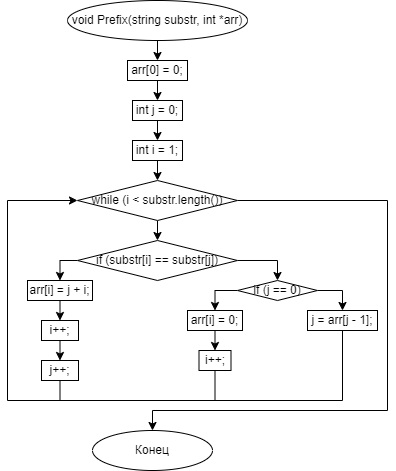 void Prefix(string substr, int *arr)
arr[0] = 0;
int j = 0;
int i = 1;
while (i < substr.length())
if (substr[i] == substr[j])
arr[i] = j + i;
i++;
j++;
if (j == 0)
arr[i] = 0;
i++;
j = arr[j - 1];
Конец